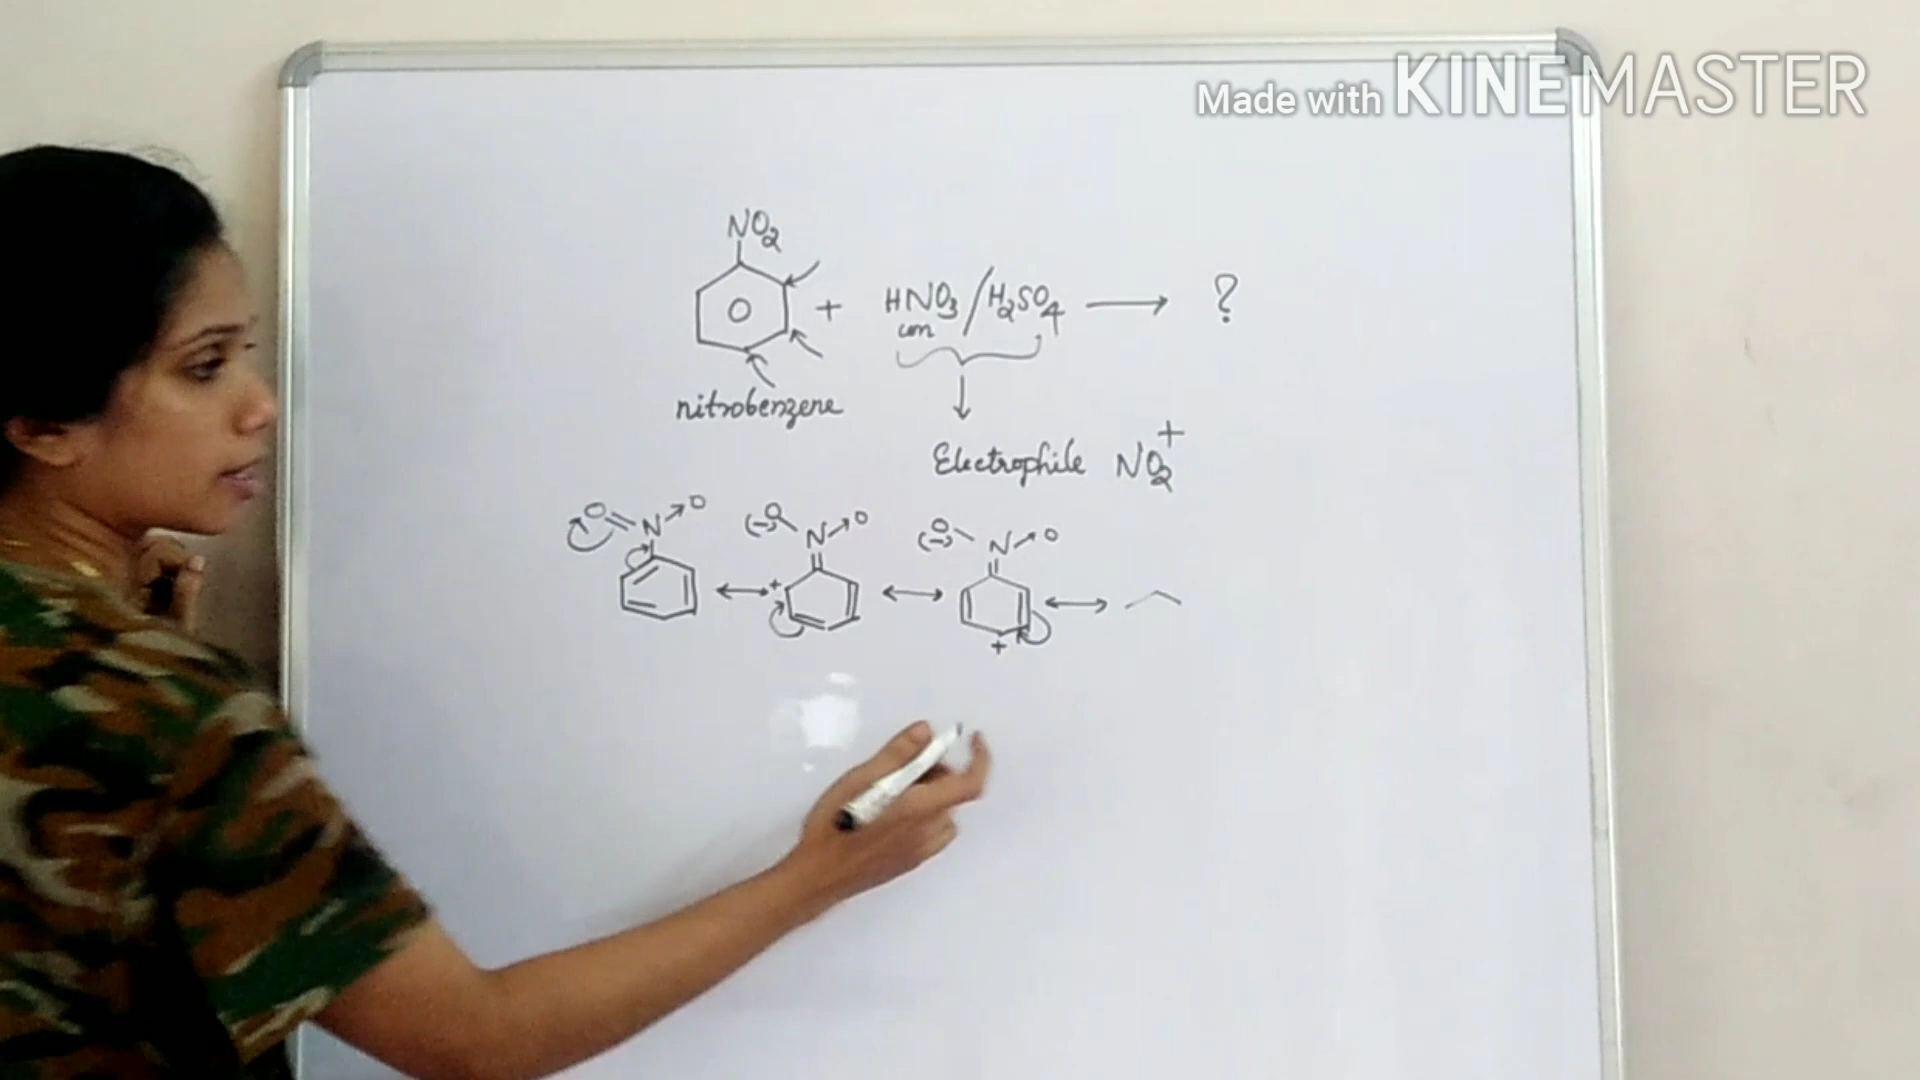 Made with KINEMASTER
NO2
+ HNO3/H2SO4 → ?
con
nitrobenzene
Electrophile NO2+
O N→O (-)O N→O (-)O N→O
↔ + ↔ ↔
+